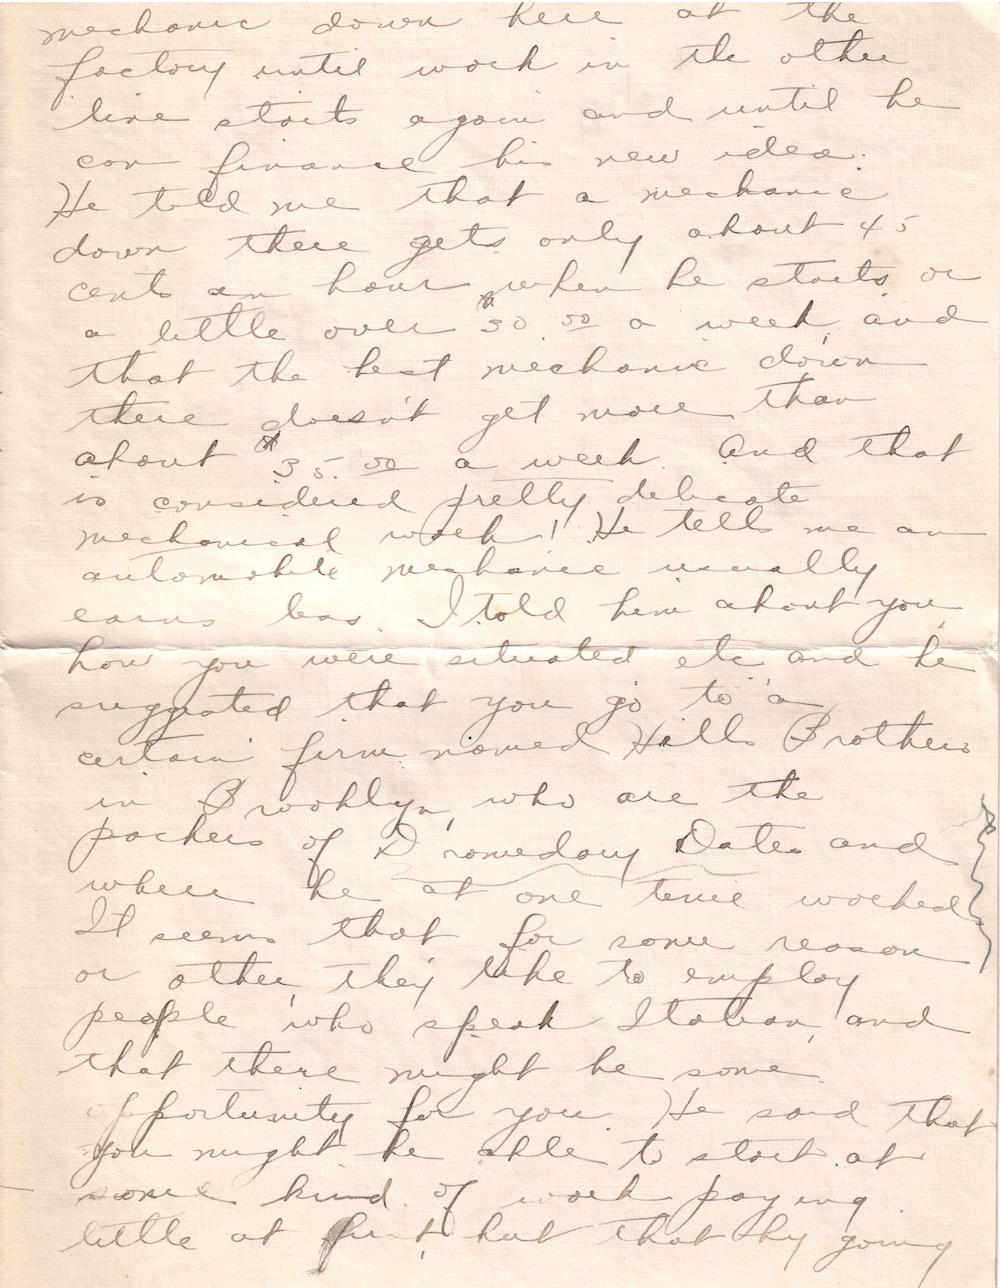 mechanic down here at the
factory until work in the other
line starts again and until he
can finance his new idea.
He told me that a mechanic
down there gets only about 45
cents an hour when he starts or
a little over $30.00 a week, and
that the best mechanic down
there doesn't get more than
about $35.00 a week. And that
is considered pretty delicate
mechanical work! He tells me an
automobile mechanic usually
earns less. I told him about you
how you were situated etc and he
suggested that you go to a
certain firm named Hills Brothers
in Brooklyn, who are the
packers of Dromedary Dates and
where he at one time worked.
It seems that for some reason
or other, they like to employ
people who speak Italian, and
that there might be some
opportunity for you. He said that
you might be able to start at
some kind of work paying
little at first, but that by going